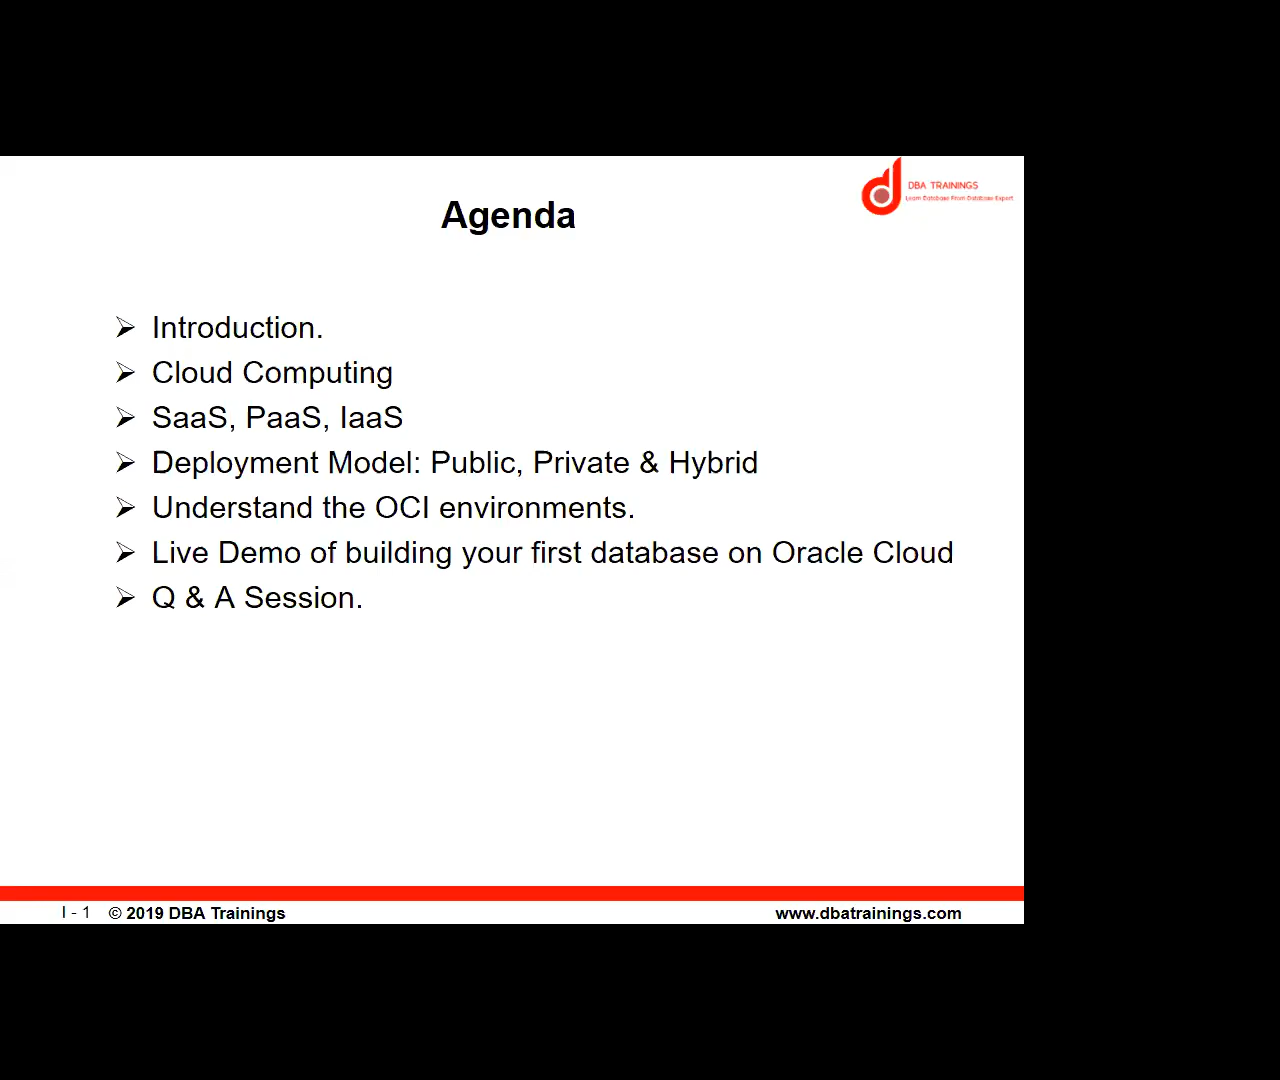 DBA TRAININGS
Learn Database From Database Expert
Agenda
Introduction.
Cloud Computing
SaaS, PaaS, IaaS
Deployment Model: Public, Private & Hybrid
Understand the OCI environments.
Live Demo of building your first database on Oracle Cloud
Q & A Session.
I - 1 © 2019 DBA Trainings www.dbatrainings.com